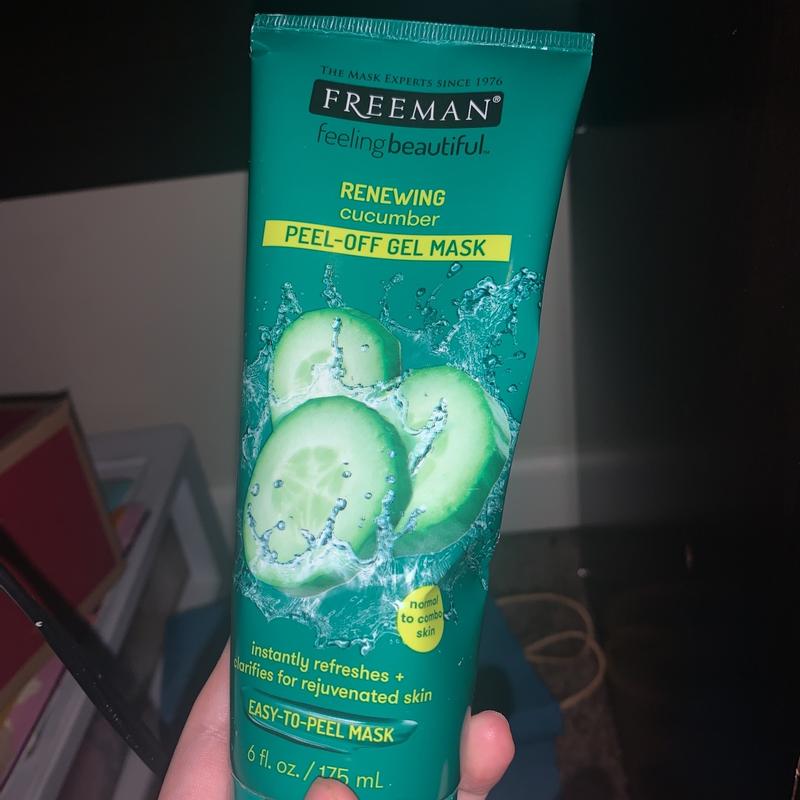 THE MASK EXPERTS SINCE 1976
FREEMAN®
feeling beautiful™
RENEWING
cucumber
PEEL-OFF GEL MASK
normal
to combo
skin
instantly refreshes +
clarifies for rejuvenated skin
EASY-TO-PEEL MASK
6 fl. oz. / 175 mL